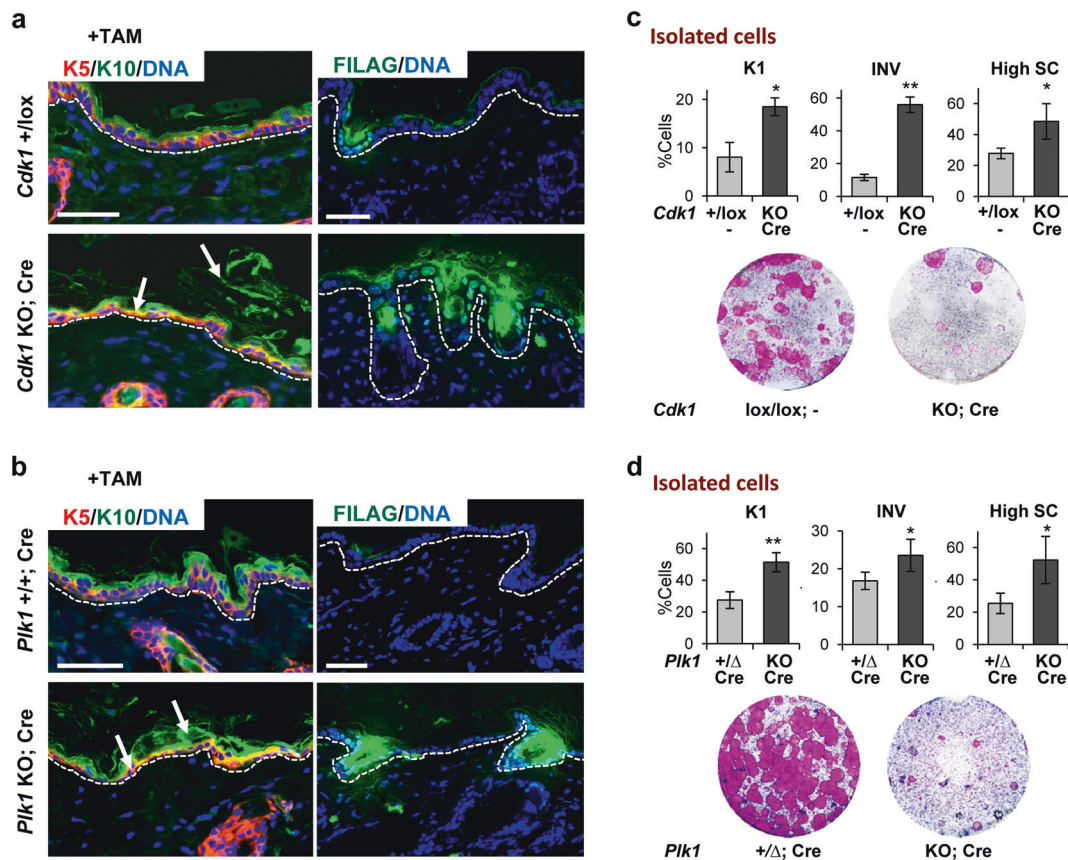 a
+TAM
K5/K10/DNA
FILAG/DNA
Cdk1 +/lox
Cdk1 KO; Cre
b
+TAM
K5/K10/DNA
FILAG/DNA
Plk1 +/+; Cre
Plk1 KO; Cre
c
Isolated cells
K1
INV
High SC
%Cells
20
10
0
*
60
40
20
0
**
60
40
20
0
*
Cdk1 +/lox KO +/lox KO +/lox KO
- Cre - Cre - Cre
Cdk1 lox/lox; - KO; Cre
d
Isolated cells
K1
INV
High SC
%Cells
60
40
20
0
**
30
20
10
0
*
60
40
20
0
*
Plk1 +/Δ KO +/Δ KO +/Δ KO
Cre Cre Cre Cre Cre Cre
Plk1 +/Δ; Cre KO; Cre